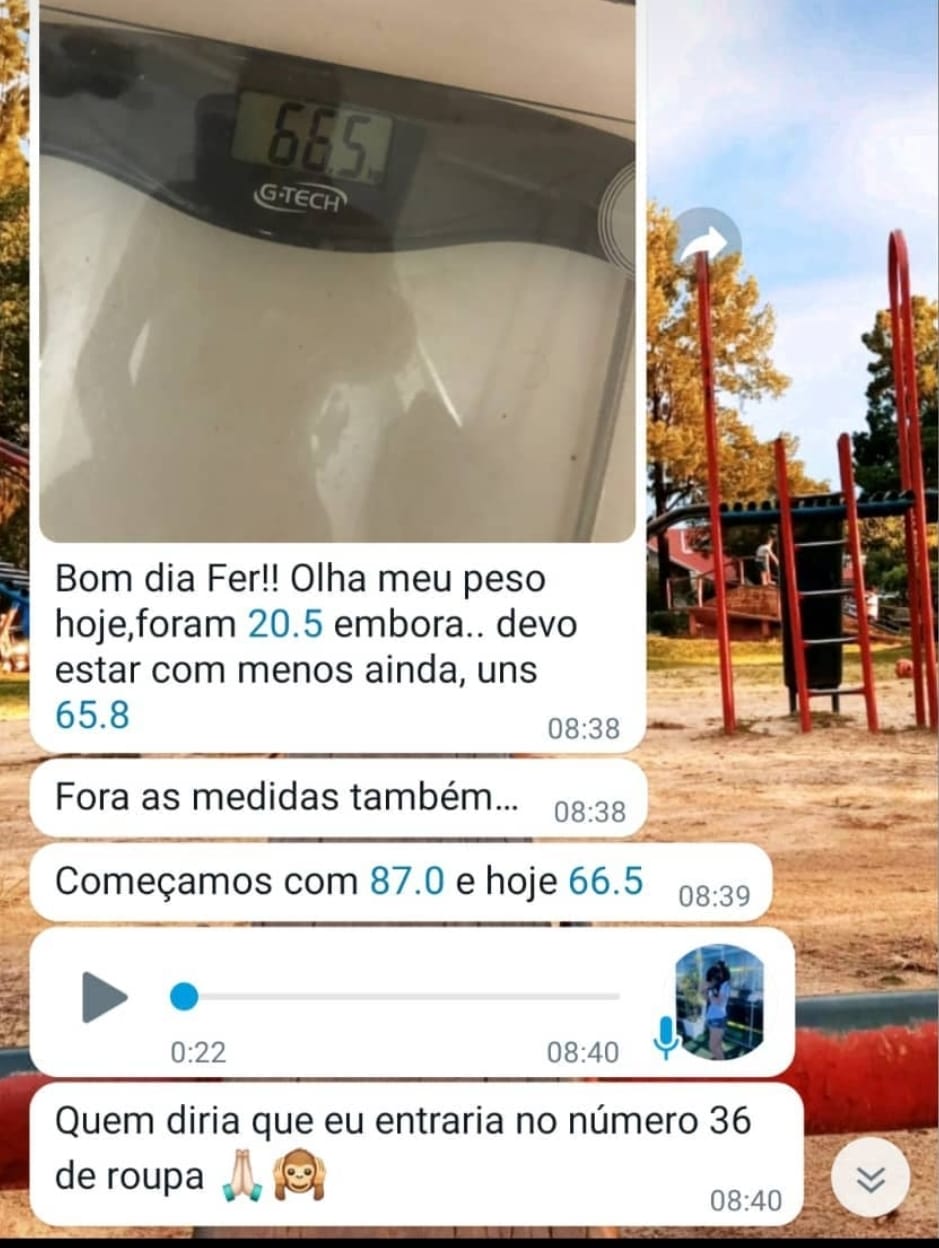 66.5
G-TECH
Bom dia Fer!! Olha meu peso
hoje,foram 20.5 embora.. devo
estar com menos ainda, uns
65.8
08:38
Fora as medidas também...
08:38
Começamos com 87.0 e hoje 66.5
08:39
0:22
08:40
Quem diria que eu entraria no número 36
de roupa 🙏🏻🙉
08:40